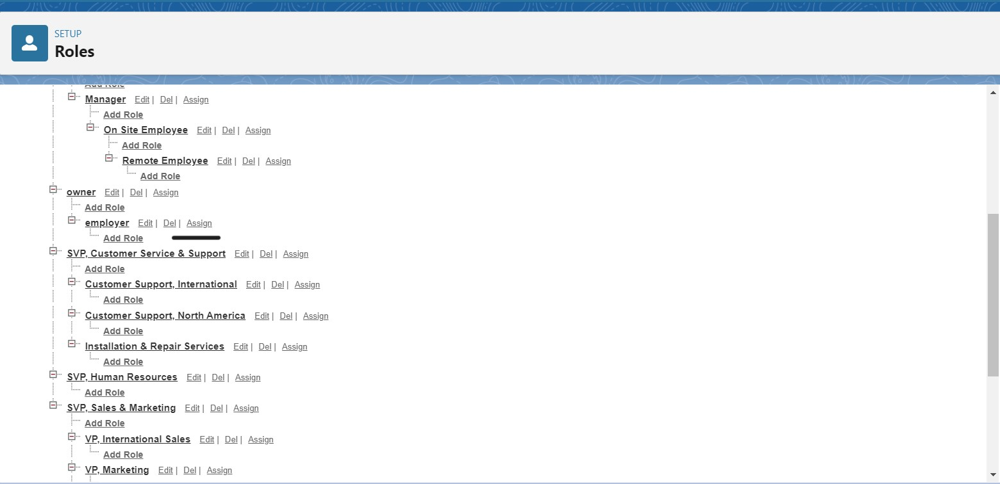 SETUP
Roles
Add Role
Manager Edit | Del | Assign
Add Role
On Site Employee Edit | Del | Assign
Add Role
Remote Employee Edit | Del | Assign
Add Role
owner Edit | Del | Assign
Add Role
employer Edit | Del | Assign
Add Role
SVP, Customer Service & Support Edit | Del | Assign
Add Role
Customer Support, International Edit | Del | Assign
Add Role
Customer Support, North America Edit | Del | Assign
Add Role
Installation & Repair Services Edit | Del | Assign
Add Role
SVP, Human Resources Edit | Del | Assign
Add Role
SVP, Sales & Marketing Edit | Del | Assign
Add Role
VP, International Sales Edit | Del | Assign
Add Role
VP, Marketing Edit | Del | Assign